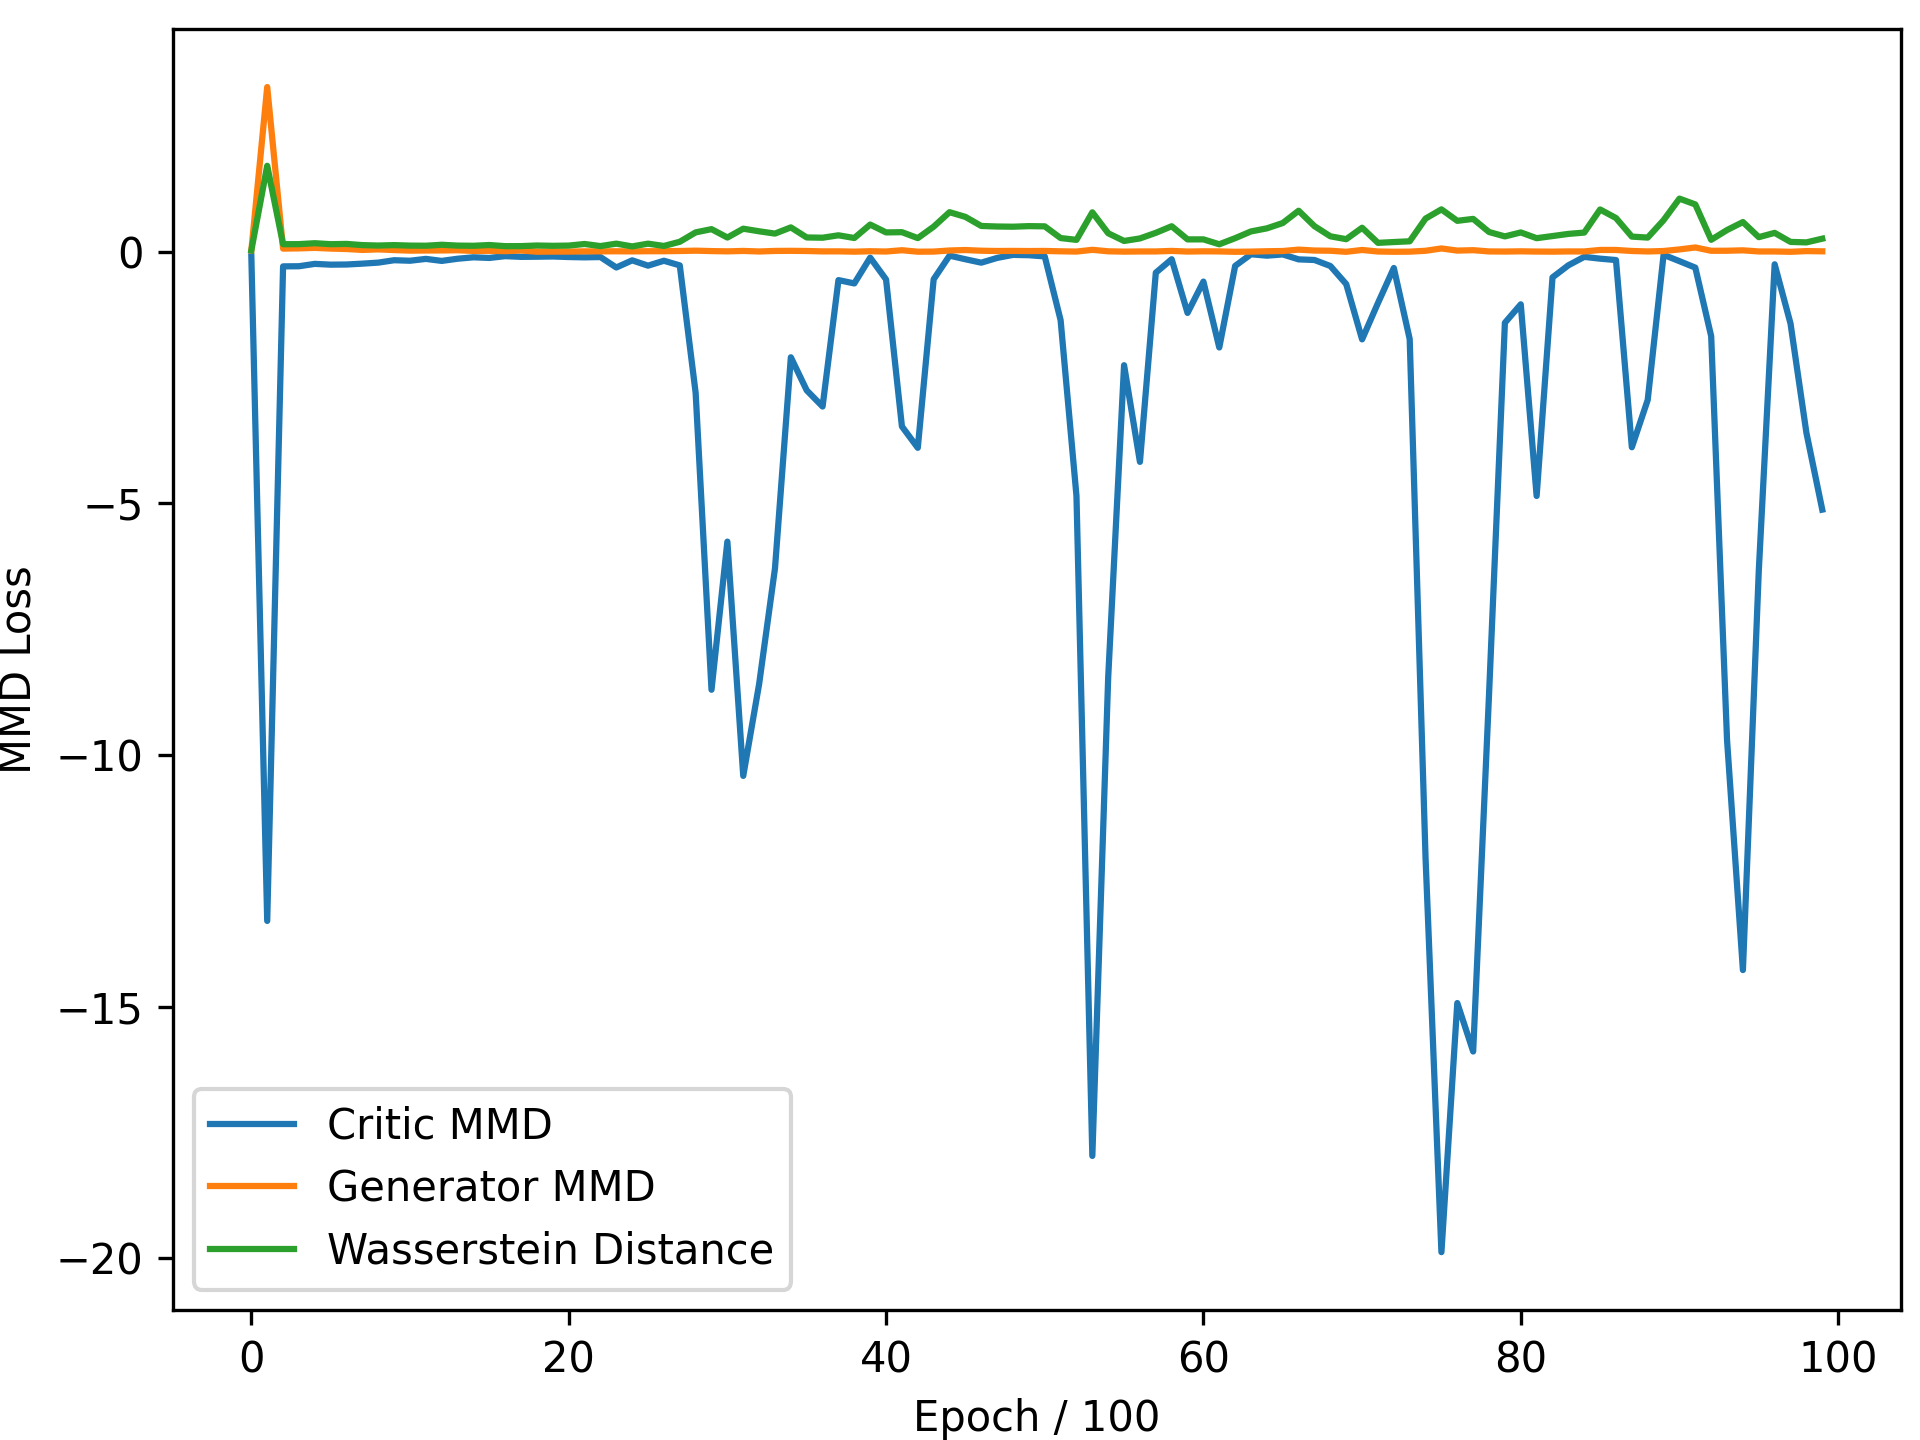 0
−5
−10
−15
−20
MMD Loss
Critic MMD
Generator MMD
Wasserstein Distance
0 20 40 60 80 100
Epoch / 100